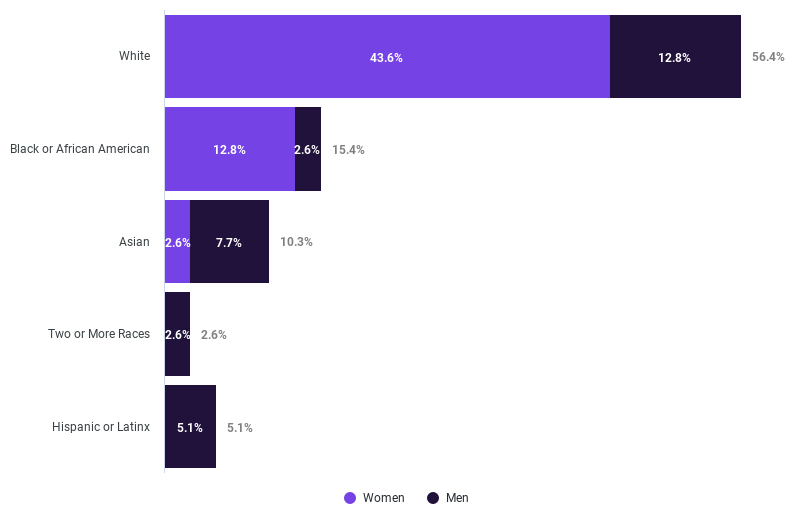 White 43.6% 12.8% 56.4%
Black or African American 12.8% 2.6% 15.4%
Asian 2.6% 7.7% 10.3%
Two or More Races 2.6% 2.6%
Hispanic or Latinx 5.1% 5.1%
Women Men